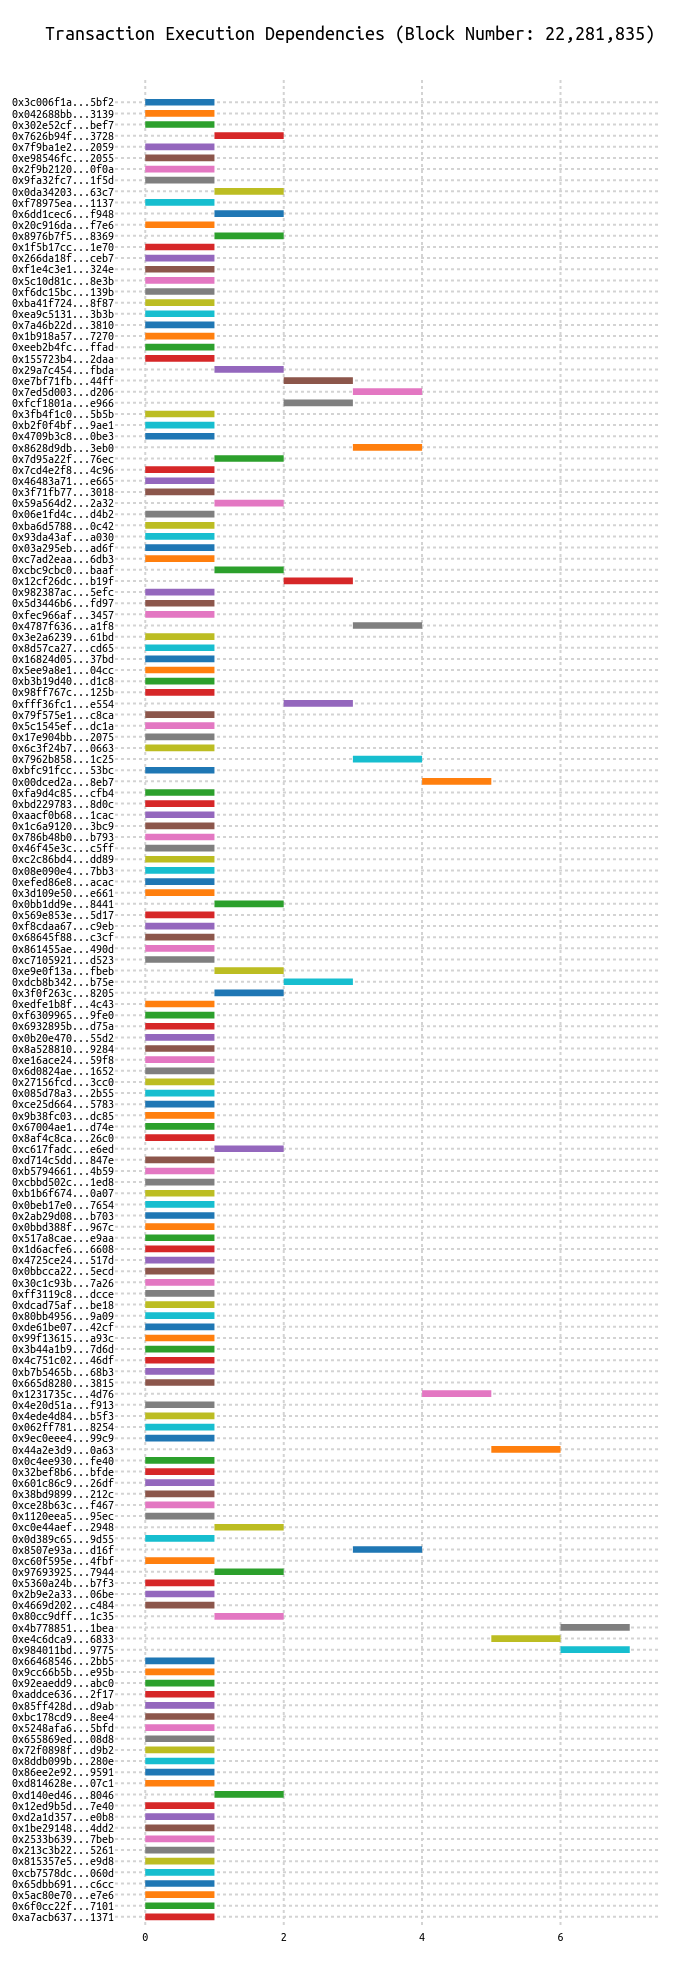 Transaction Execution Dependencies (Block Number: 22,281,835)
0x3c006f1a...5bf2
0x042688bb...3139
0x302e52cf...bef7
0x7626b94f...3728
0x7f9ba1e2...2059
0xe98546fc...2055
0x2f9b2120...0f0a
0x9fa32fc7...1f5d
0x0da34203...63c7
0xf78975ea...1137
0x6dd1cec6...f948
0x20c916da...f7e6
0x8976b7f5...8369
0x1f5b17cc...1e70
0x266da18f...ceb7
0xf1e4c3e1...324e
0x5c10d81c...8e3b
0xf6dc15bc...139b
0xba41f724...8f87
0xea9c5131...3b3b
0x7a46b22d...3810
0x1b918a57...7270
0xeeb2b4fc...ffad
0x155723b4...2daa
0x29a7c454...fbda
0xe7bf71fb...44ff
0x7ed5d003...d206
0xfcf1801a...e966
0x3fb4f1c0...5b5b
0xb2f0f4bf...9ae1
0x4709b3c8...0be3
0x8628d9db...3eb0
0x7d95a22f...76ec
0x7cd4e2f8...4c96
0x46483a71...e665
0x3f71fb77...3018
0x59a564d2...2a32
0x06e1fd4c...d4b2
0xba6d5788...0c42
0x93da43af...a030
0x03a295eb...ad6f
0xc7ad2eaa...6db3
0xcbc9cbc0...baaf
0x12cf26dc...b19f
0x982387ac...5efc
0x5d3446b6...fd97
0xfec966af...3457
0x4787f636...a1f8
0x3e2a6239...61bd
0x8d57ca27...cd65
0x16824d05...37bd
0x5ee9a8e1...04cc
0xb3b19d40...d1c8
0x98ff767c...125b
0xfff36fc1...e554
0x79f575e1...c8ca
0x5c1545ef...dc1a
0x17e904bb...2075
0x6c3f24b7...0663
0x7962b858...1c25
0xbfc91fcc...53bc
0x00dced2a...8eb7
0xfa9d4c85...cfb4
0xbd229783...8d0c
0xaacf0b68...1cac
0x1c6a9120...3bc9
0x786b48b0...b793
0x46f45e3c...c5ff
0xc2c86bd4...dd89
0x08e090e4...7bb3
0xefed86e8...acac
0x3d109e50...e661
0x0bb1dd9e...8441
0x569e853e...5d17
0xf8cdaa67...c9eb
0x68645f88...c3cf
0x861455ae...490d
0xc7105921...d523
0xe9e0f13a...fbeb
0xdcb8b342...b75e
0x3f0f263c...8205
0xedfe1b8f...4c43
0xf6309965...9fe0
0x6932895b...d75a
0x0b20e470...55d2
0x8a528810...9284
0xe16ace24...59f8
0x6d0824ae...1652
0x27156fcd...3cc0
0x085d78a3...2b55
0xce25d664...5783
0x9b38fc03...dc85
0x67004ae1...d74e
0x8af4c8ca...26c0
0xc617fadc...e6ed
0xd714c5dd...847e
0xb5794661...4b59
0xcbbd502c...1ed8
0xb1b6f674...0a07
0x0beb17e0...7654
0x2ab29d08...b703
0x0bbd388f...967c
0x517a8cae...e9aa
0x1d6acfe6...6608
0x4725ce24...517d
0x0bbcca22...5ecd
0x30c1c93b...7a26
0xff3119c8...dcce
0xdcad75af...be18
0x80bb4956...9a09
0xde61be07...42cf
0x99f13615...a93c
0x3b44a1b9...7d6d
0x4c751c02...46df
0xb7b5465b...68b3
0x665d8280...3815
0x1231735c...4d76
0x4e20d51a...f913
0x4ede4d84...b5f3
0x062ff781...8254
0x9ec0eee4...99c9
0x44a2e3d9...0a63
0x0c4ee930...fe40
0x32bef8b6...bfde
0x601c86c9...26df
0x38bd9899...212c
0xce28b63c...f467
0x1120eea5...95ec
0xc0e44aef...2948
0x0d389c65...9d55
0x8507e93a...d16f
0xc60f595e...4fbf
0x97693925...7944
0x5360a24b...b7f3
0x2b9e2a33...06be
0x4669d202...c484
0x80cc9dff...1c35
0x4b778851...1bea
0xe4c6dca9...6833
0x984011bd...9775
0x66468546...2bb5
0x9cc66b5b...e95b
0x92eaedd9...abc0
0xaddce636...2f17
0x85ff428d...d9ab
0xbc178cd9...8ee4
0x5248afa6...5bfd
0x655869ed...08d8
0x72f0898f...d9b2
0x8ddb099b...280e
0x86ee2e92...9591
0xd814628e...07c1
0xd140ed46...8046
0x12ed9b5d...7e40
0xd2a1d357...e0b8
0x1be29148...4dd2
0x2533b639...7beb
0x213c3b22...5261
0x815357e5...e9d8
0xcb7578dc...060d
0x65dbb691...c6cc
0x5ac80e70...e7e6
0x6f0cc22f...7101
0xa7acb637...1371
0 2 4 6